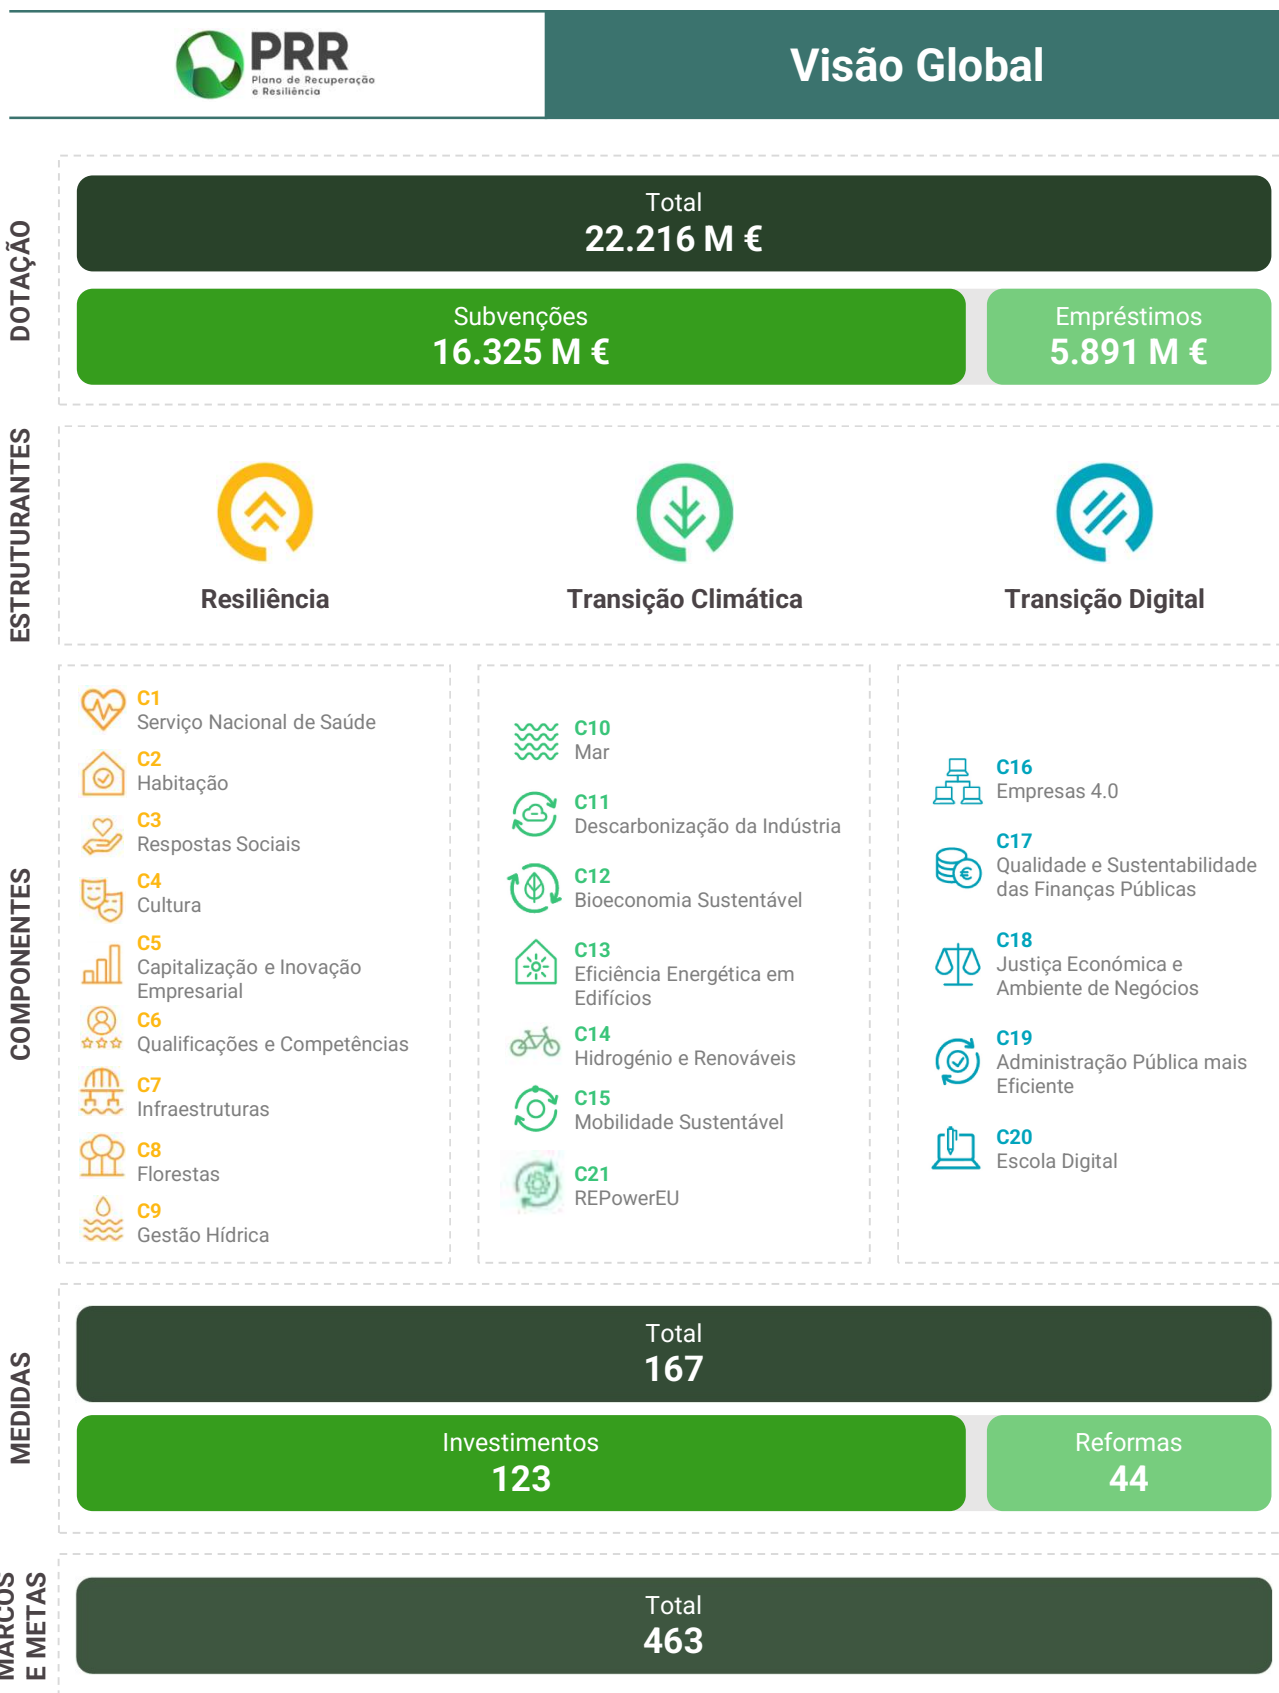 PRR
Plano de Recuperação
e Resiliência
Visão Global
DOTAÇÃO
Total
22.216 M €
Subvenções
16.325 M €
Empréstimos
5.891 M €
ESTRUTURANTES
Resiliência
Transição Climática
Transição Digital
COMPONENTES
C1
Serviço Nacional de Saúde
C2
Habitação
C3
Respostas Sociais
C4
Cultura
C5
Capitalização e Inovação
Empresarial
C6
Qualificações e Competências
C7
Infraestruturas
C8
Florestas
C9
Gestão Hídrica
C10
Mar
C11
Descarbonização da Indústria
C12
Bioeconomia Sustentável
C13
Eficiência Energética em
Edifícios
C14
Hidrogénio e Renováveis
C15
Mobilidade Sustentável
C21
REPowerEU
C16
Empresas 4.0
C17
Qualidade e Sustentabilidade
das Finanças Públicas
C18
Justiça Económica e
Ambiente de Negócios
C19
Administração Pública mais
Eficiente
C20
Escola Digital
MEDIDAS
Total
167
Investimentos
123
Reformas
44
MARCOS
E METAS
Total
463